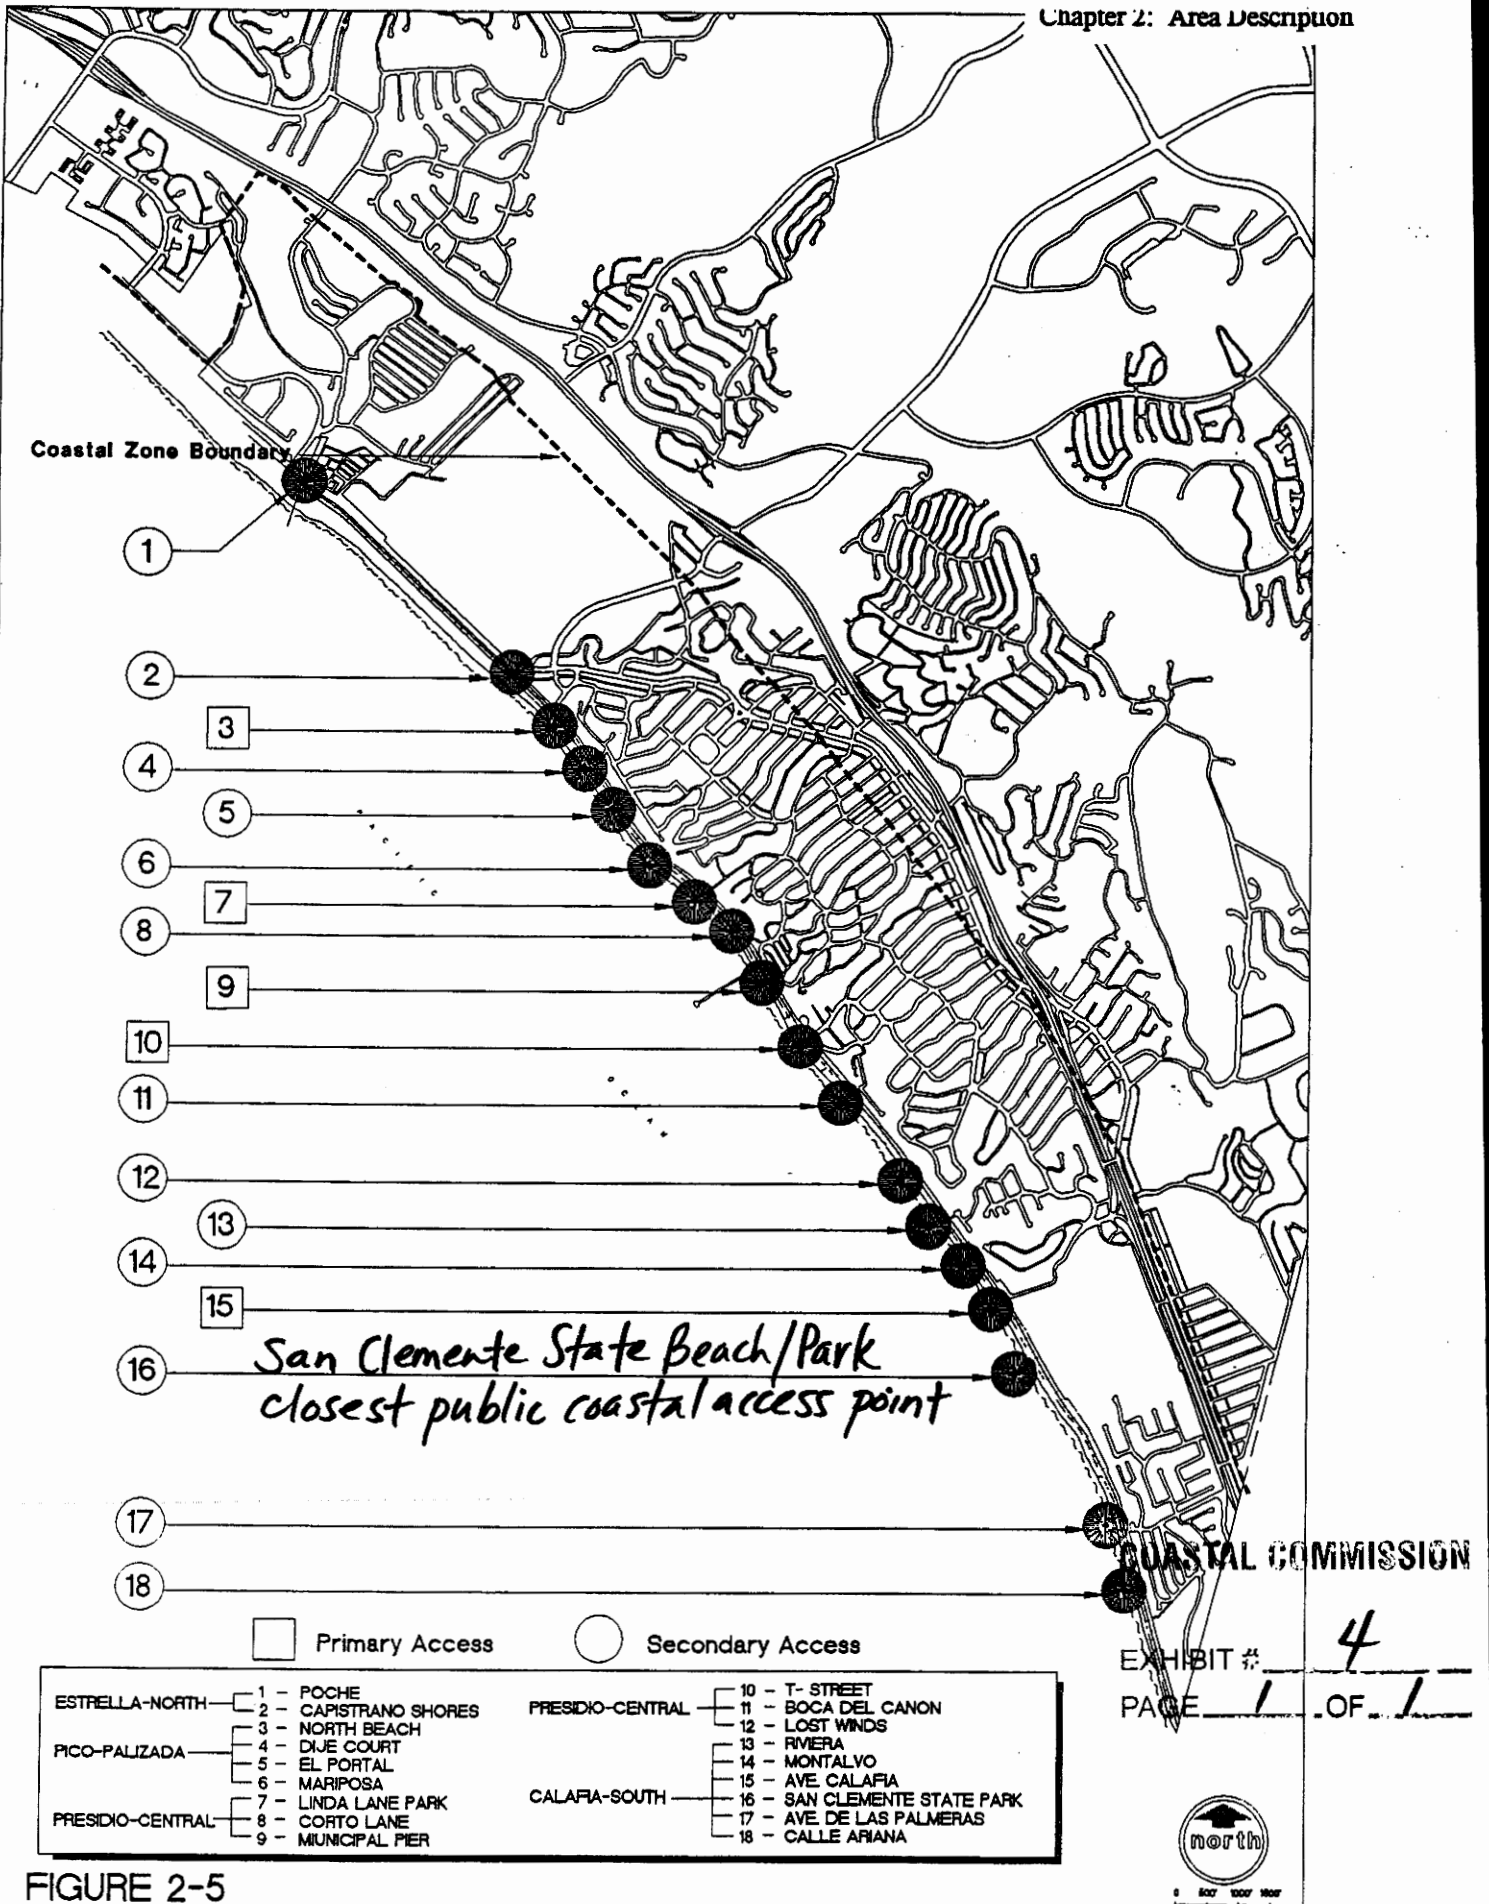 Chapter 2: Area Description
Coastal Zone Boundary
1
2
3
4
5
6
7
8
9
10
11
12
13
14
15
San Clemente State Beach/Park
16
closest public coastal access point
17
COASTAL COMMISSION
18
Primary Access
Secondary Access
EXHIBIT # 4
PAGE 1 OF 1
ESTRELLA-NORTH
1 - POCHE
2 - CAPISTRANO SHORES
PICO-PALIZADA
3 - NORTH BEACH
4 - DIJE COURT
5 - EL PORTAL
6 - MARIPOSA
PRESIDIO-CENTRAL
7 - LINDA LANE PARK
8 - CORTO LANE
9 - MIUNICIPAL PIER
PRESIDIO-CENTRAL
10 - T- STREET
11 - BOCA DEL CANON
12 - LOST WINDS
CALAFIA-SOUTH
13 - RIVIERA
14 - MONTALVO
15 - AVE. CALAFIA
16 - SAN CLEMENTE STATE PARK
17 - AVE. DE LAS PALMERAS
18 - CALLE ARIANA
north
0 500' 1000' 1500'
FIGURE 2-5